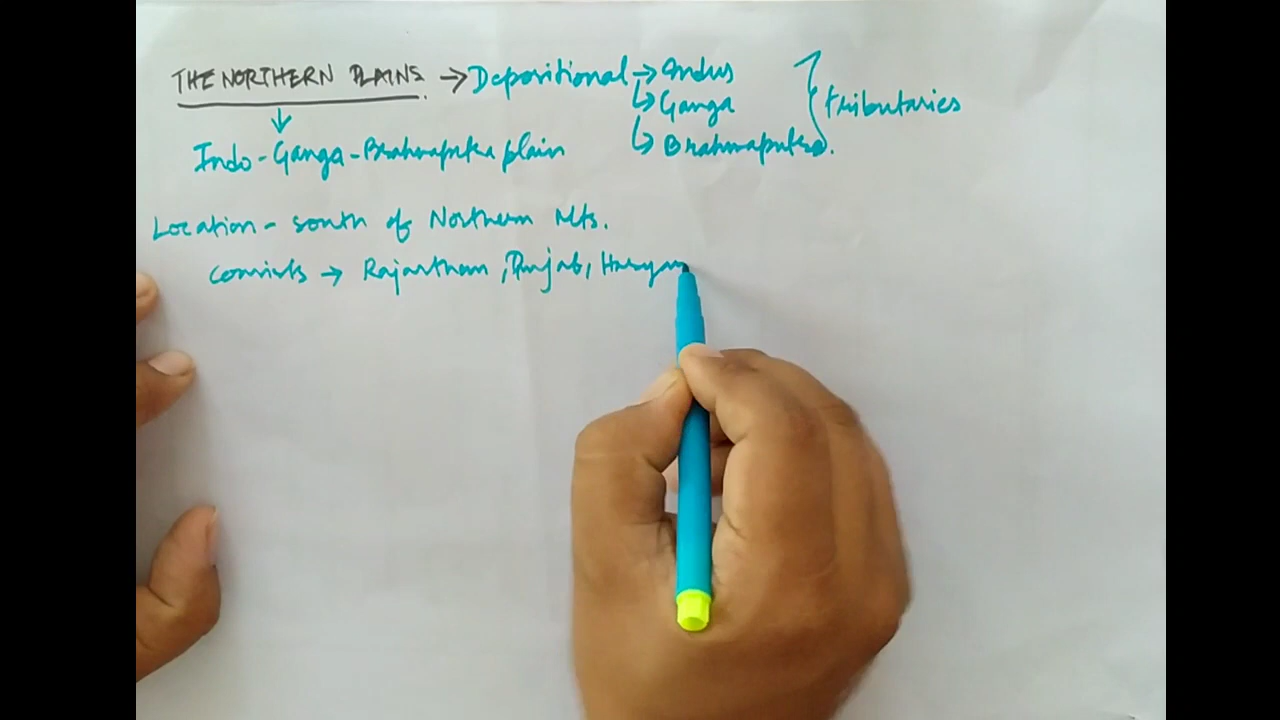 THE NORTHERN PLAINS. → Depositional → Indus
↳ Ganga
↳ Brahmaputra.
} tributaries
↓
Indo-Ganga-Brahmaputra plain
Location - South of Northern Mts.
consists → Rajasthan, Punjab, Haryan